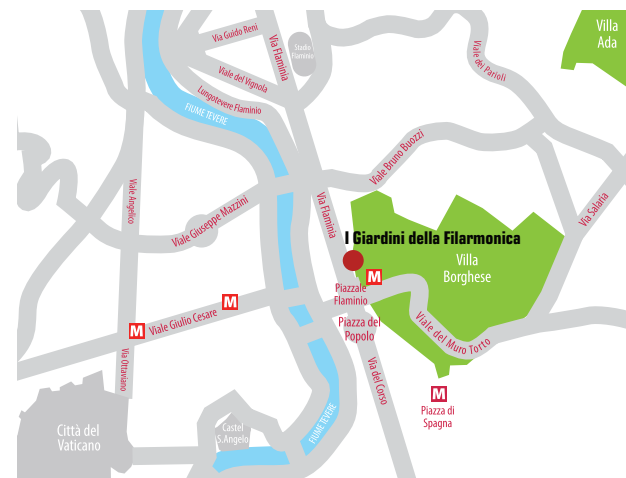 Villa
Ada
Via Guido Reni
Via Flaminia
Stadio
Flaminio
Viale dei Parioli
Viale del Vignola
Lungotevere Flaminio
FIUME TEVERE
Viale Bruno Buozzi
Viale Angelico
Viale Giuseppe Mazzini
Via Flaminia
Via Salaria
I Giardini della Filarmonica
Villa
Borghese
M
Piazzale
Flaminio
M
Viale Giulio Cesare
M
Piazza del
Popolo
Viale del Muro Torto
Via Ottaviano
Via del Corso
M
Piazza di
Spagna
Città del
Vaticano
Castel
S.Angelo
FIUME TEVERE